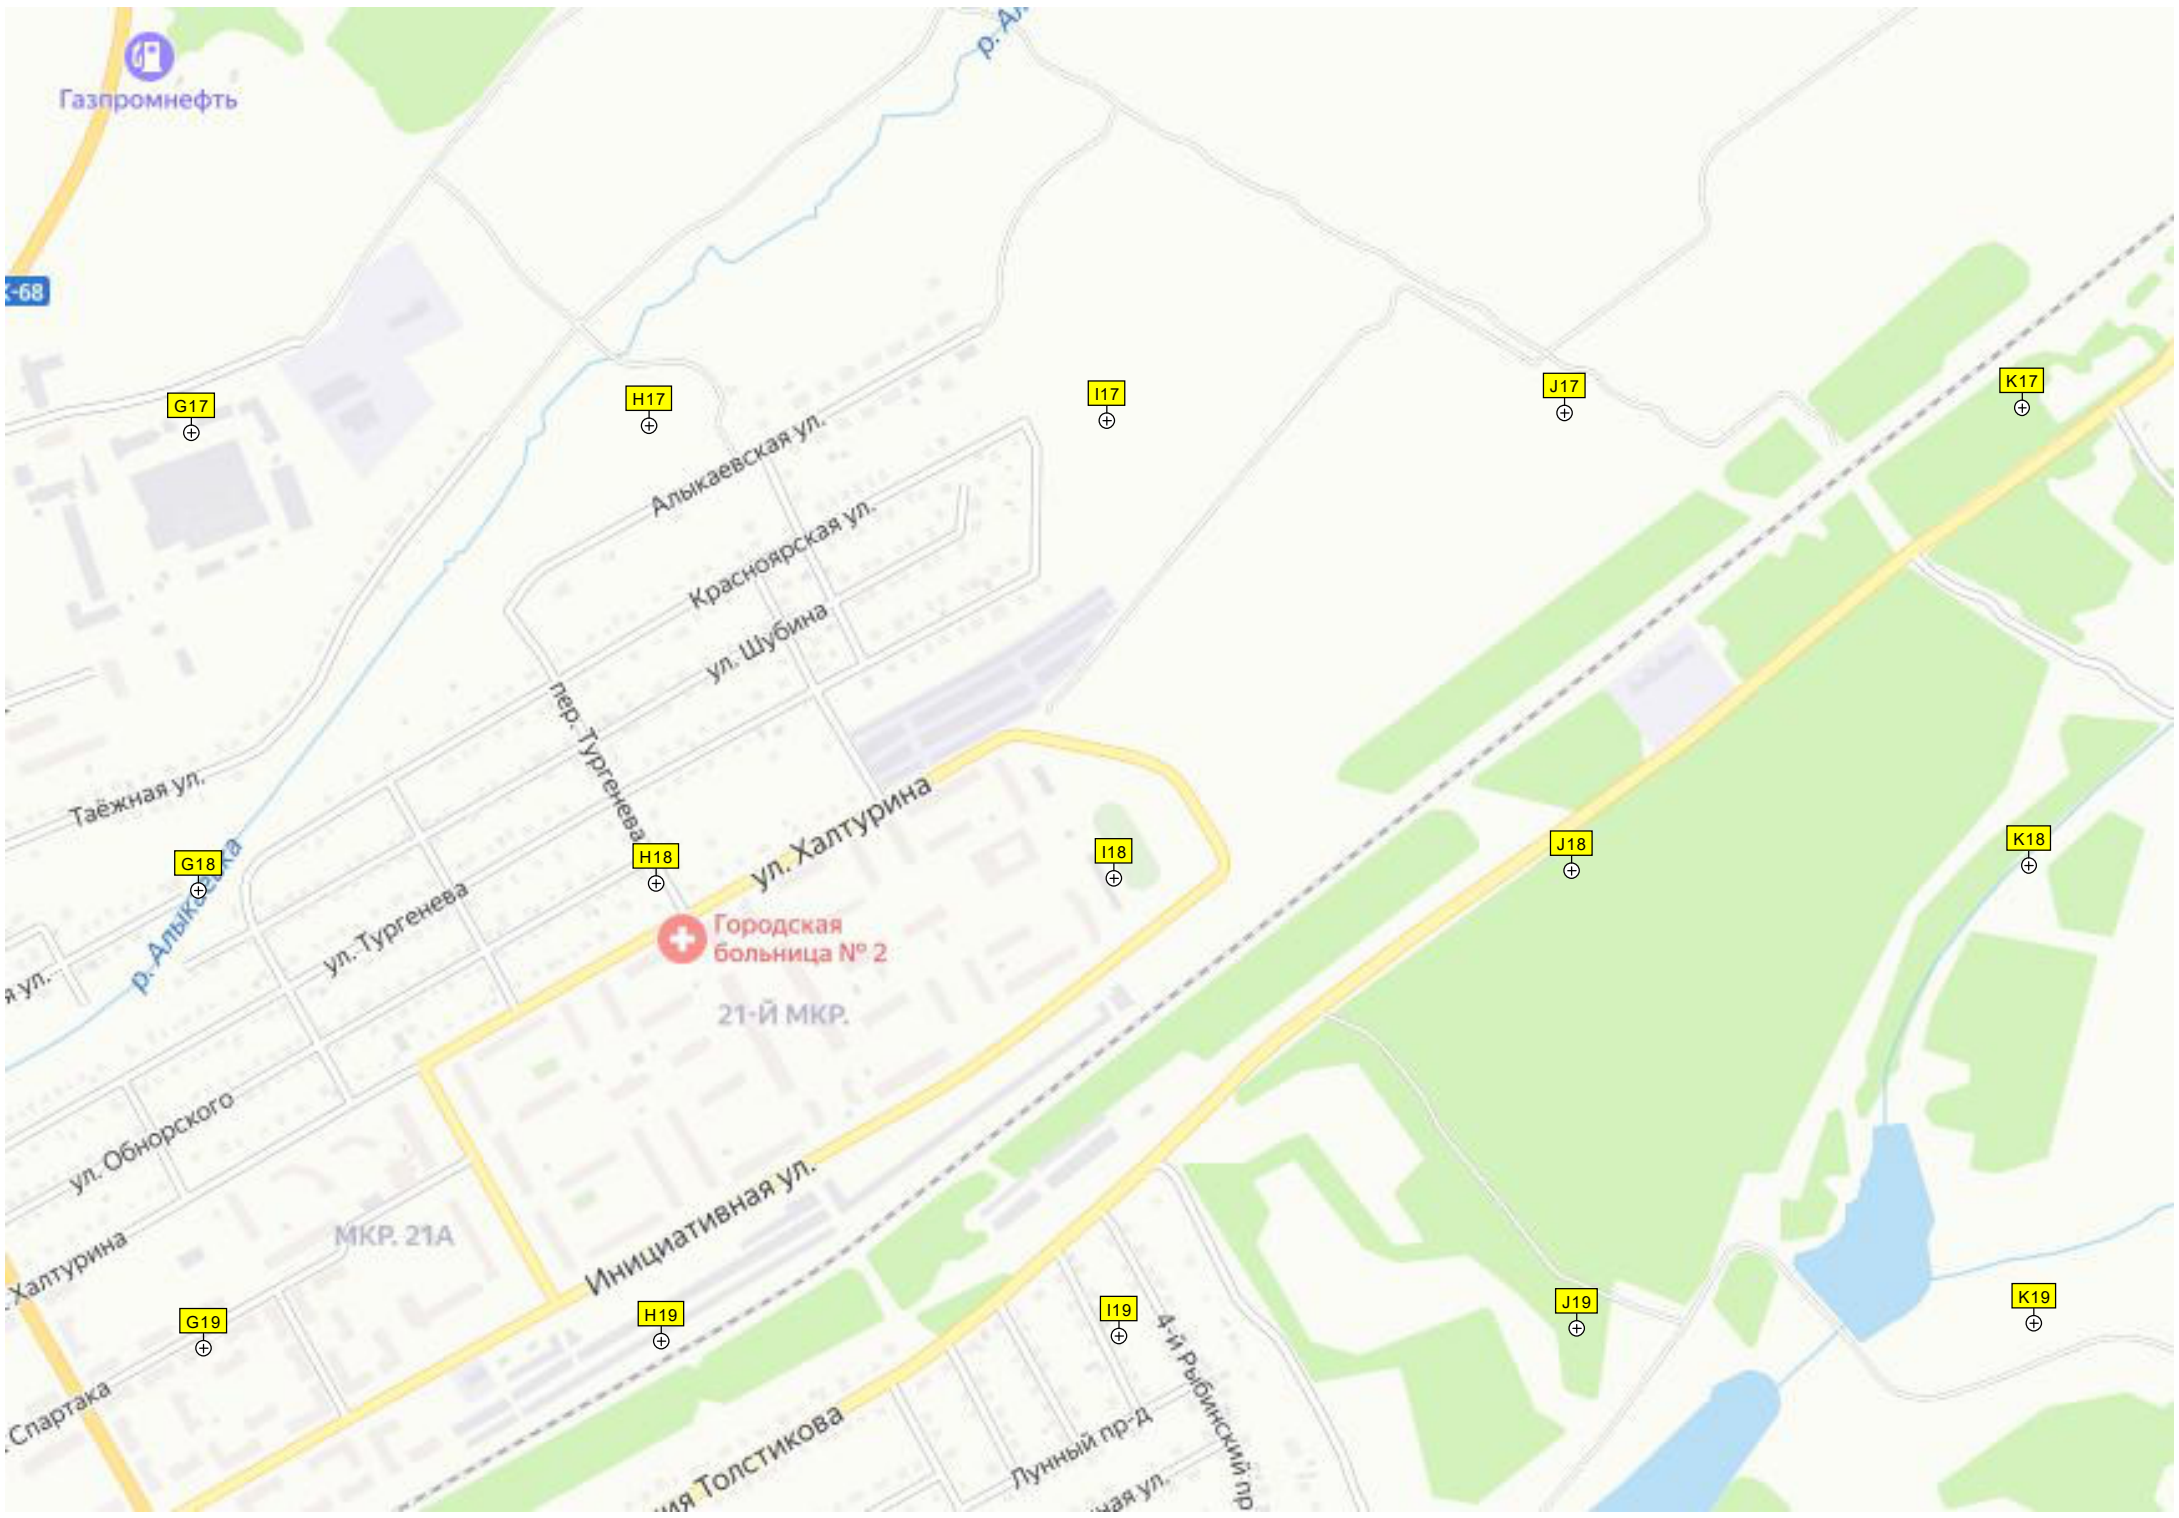 р. Ал
Газпромнефть
К-68
G17
H17
I17
J17
K17
Алыкаевская ул.
Красноярская ул.
ул. Шубина
пер. Тургенева
Таёжная ул.
ул. Халтурина
G18
H18
I18
J18
K18
р. Алыкаевка
ул. Тургенева
Городская
больница № 2
я ул.
21-Й МКР.
ул. Обнорского
МКР. 21А
Инициативная ул.
Халтурина
G19
H19
I19
J19
K19
4-й Рыбинский пр
Спартака
ия Толстикова
Лунный пр-д
ная ул.